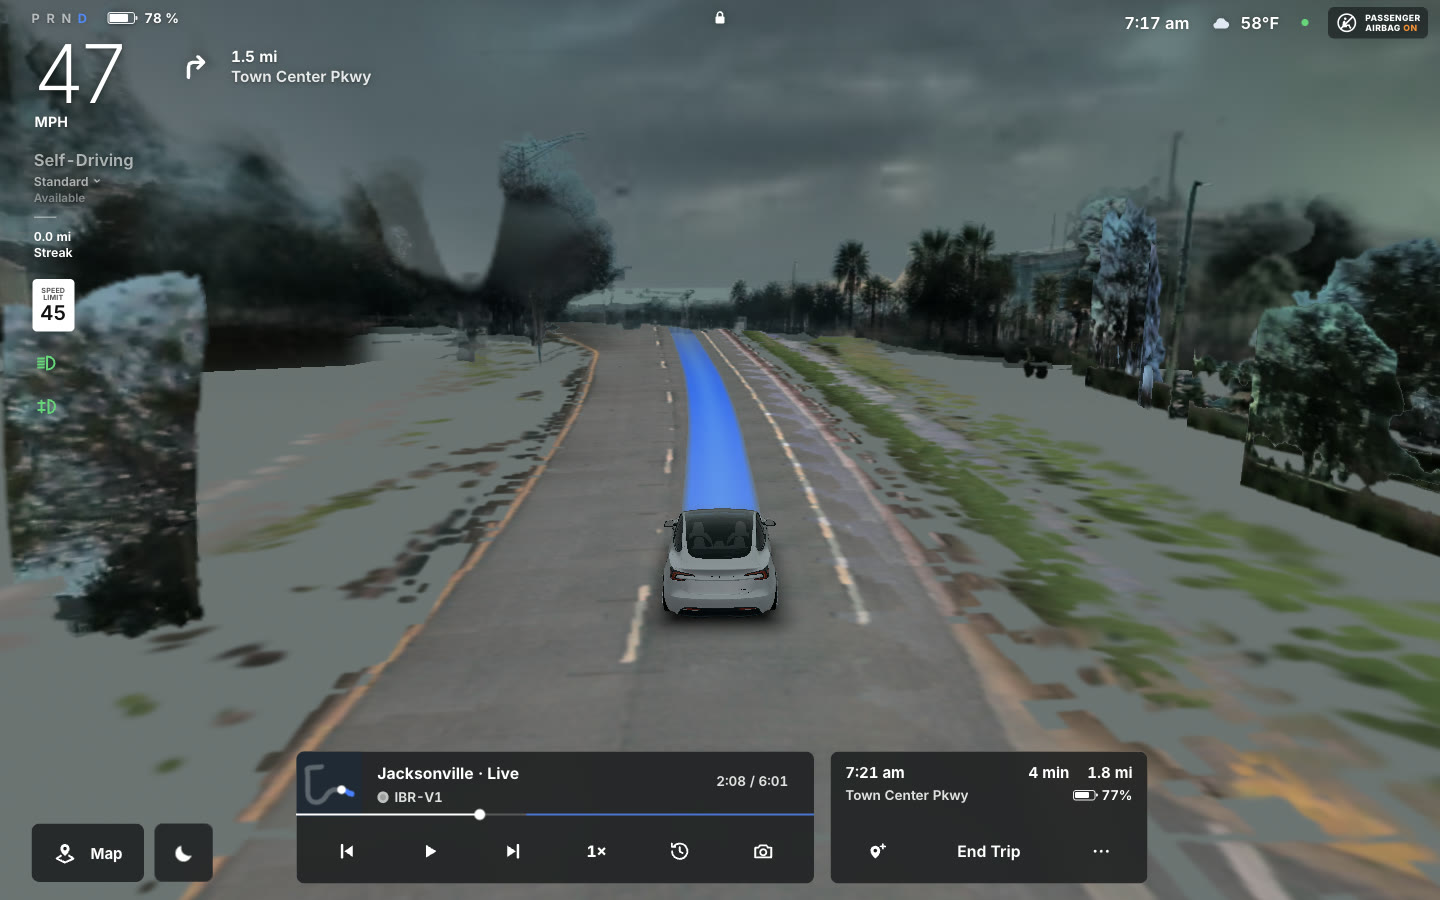 P R N D
78 %
7:17 am
58°F
PASSENGER
AIRBAG ON
47
MPH
1.5 mi
Town Center Pkwy
Self-Driving
Standard
Available
0.0 mi
Streak
SPEED
LIMIT
45
Jacksonville · Live
IBR-V1
2:08 / 6:01
1×
7:21 am
4 min
1.8 mi
Town Center Pkwy
77%
End Trip
Map